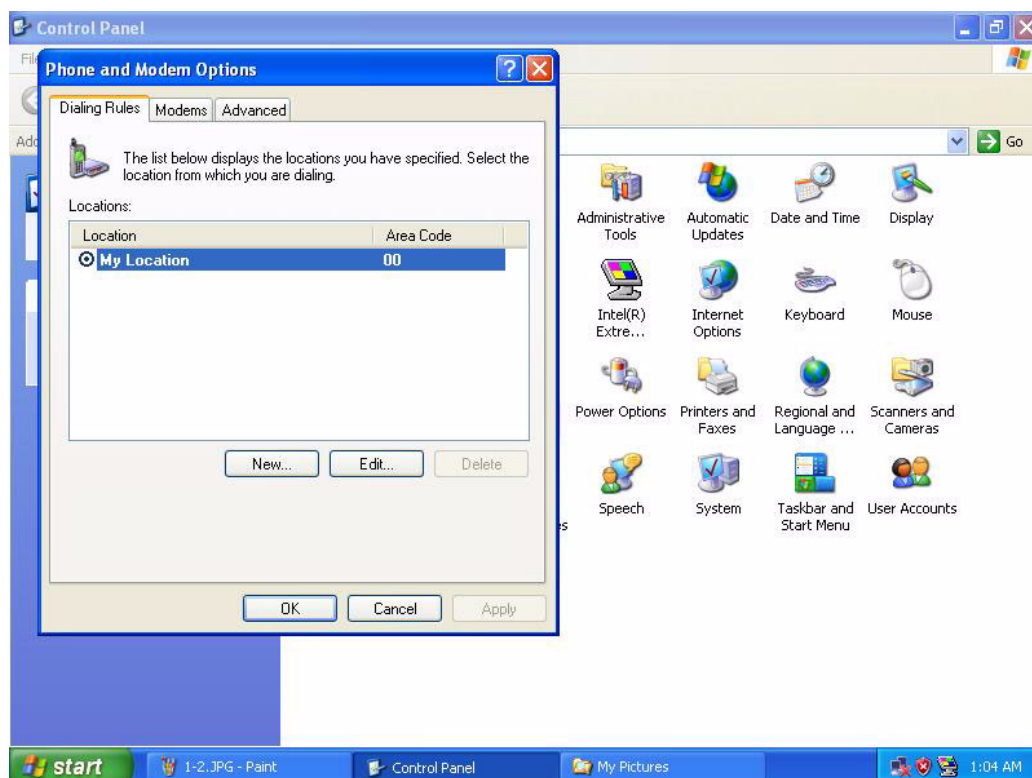 Control Panel
Phone and Modem Options
Dialing Rules
Modems
Advanced
Go
The list below displays the locations you have specified. Select the
location from which you are dialing.
Locations:
Location
Area Code
My Location
00
New...
Edit...
Delete
OK
Cancel
Apply
Administrative
Tools
Automatic
Updates
Date and Time
Display
Intel(R)
Extre...
Internet
Options
Keyboard
Mouse
Power Options
Printers and
Faxes
Regional and
Language ...
Scanners and
Cameras
Speech
System
Taskbar and
Start Menu
User Accounts
start
1-2.JPG - Paint
Control Panel
My Pictures
1:04 AM